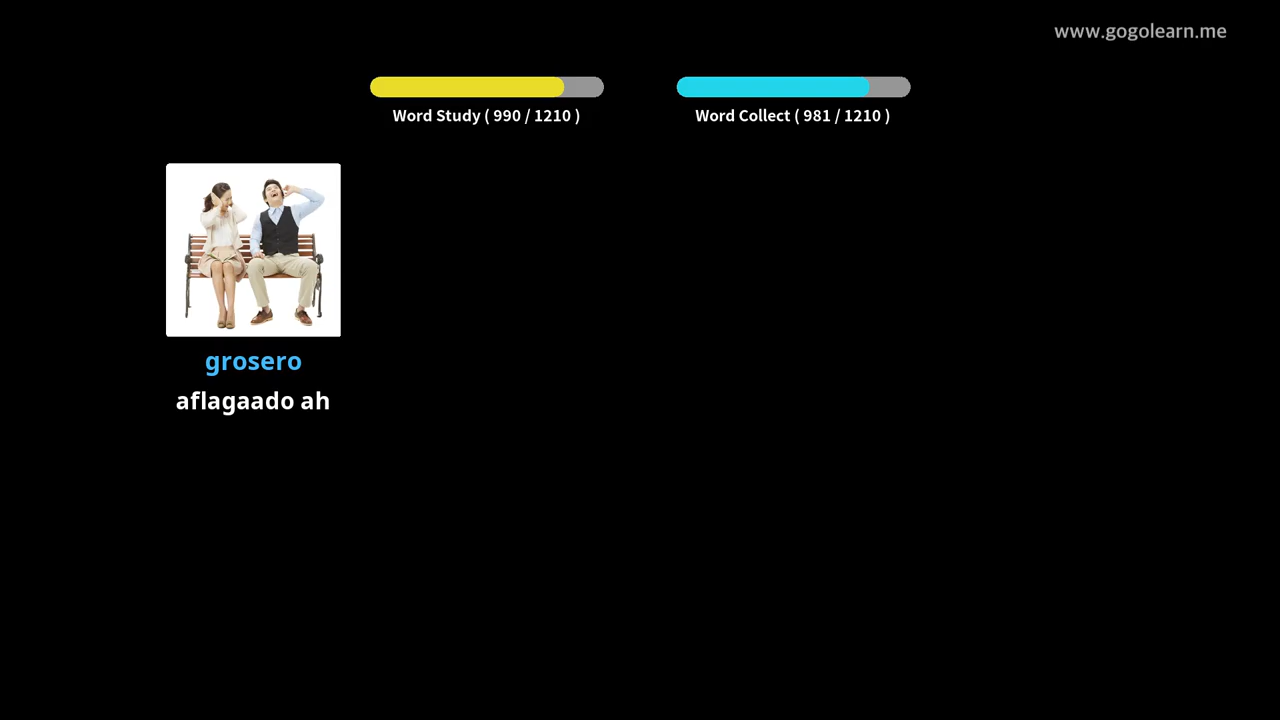 www.gogolearn.me
Word Study ( 990 / 1210 )
Word Collect ( 981 / 1210 )
grosero
aflagaado ah